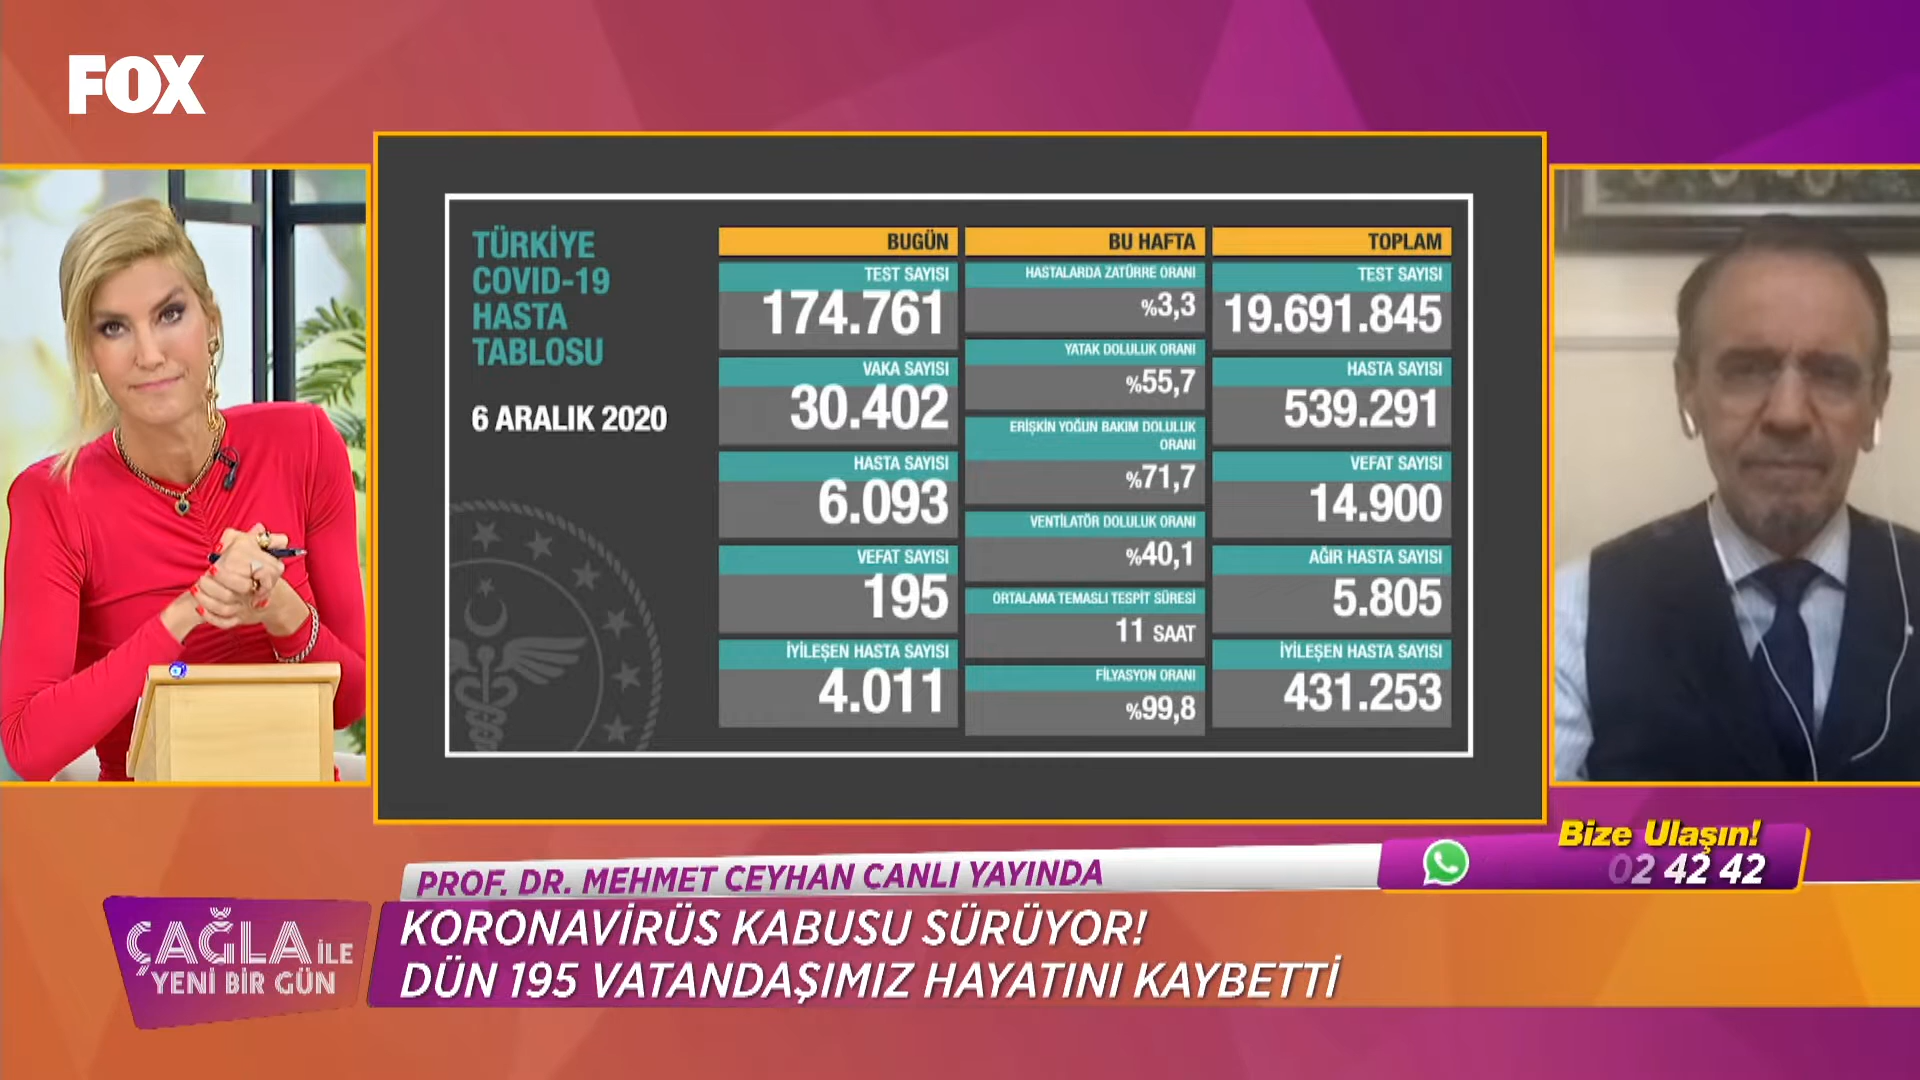 FOX
TÜRKİYE
COVID-19
HASTA
TABLOSU
6 ARALIK 2020
BUGÜN
TEST SAYISI
174.761
VAKA SAYISI
30.402
HASTA SAYISI
6.093
VEFAT SAYISI
195
İYİLEŞEN HASTA SAYISI
4.011
BU HAFTA
HASTALARDA ZATÜRRE ORANI
%3,3
YATAK DOLULUK ORANI
%55,7
ERİŞKİN YOĞUN BAKIM DOLULUK
ORANI
%71,7
VENTİLATÖR DOLULUK ORANI
%40,1
ORTALAMA TEMASLI TESPİT SÜRESİ
11 SAAT
FİLYASYON ORANI
%99,8
TOPLAM
TEST SAYISI
19.691.845
HASTA SAYISI
539.291
VEFAT SAYISI
14.900
AĞIR HASTA SAYISI
5.805
İYİLEŞEN HASTA SAYISI
431.253
Bize Ulaşın!
02 42 42
PROF. DR. MEHMET CEYHAN CANLI YAYINDA
KORONAVİRÜS KABUSU SÜRÜYOR!
DÜN 195 VATANDAŞIMIZ HAYATINI KAYBETTİ
ÇAĞLA İLE
YENİ BİR GÜN